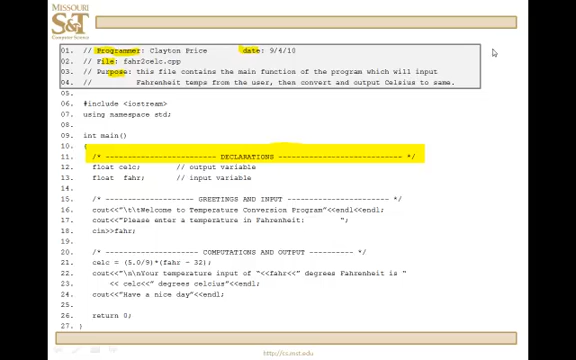 MISSOURI
S&T
Computer Science
01. // Programmer: Clayton Price date: 9/4/10
02. // File: fahr2celc.cpp
03. // Purpose: this file contains the main function of the program which will input
04. // Fahrenheit temps from the user, then convert and output Celsius to same.
05.
06. #include <iostream>
07. using namespace std;
08.
09. int main()
10. {
11. /* ------------------------- DECLARATIONS ---------------------------- */
12. float celc; // output variable
13. float fahr; // input variable
14.
15. /* -------------------- GREETINGS AND INPUT -------------------- */
16. cout<<"\t\tWelcome to Temperature Conversion Program"<<endl<<endl;
17. cout<<"Please enter a temperature in Fahrenheit: ";
18. cin>>fahr;
19.
20. /* --------------------- COMPUTATIONS AND OUTPUT ---------- */
21. celc = (5.0/9)*(fahr - 32);
22. cout<<"\n\nYour temperature input of "<<fahr<<" degrees Fahrenheit is "
23. << celc<<" degrees celcius"<<endl;
24. cout<<"Have a nice day"<<endl;
25.
26. return 0;
27. }
http://cs.mst.edu